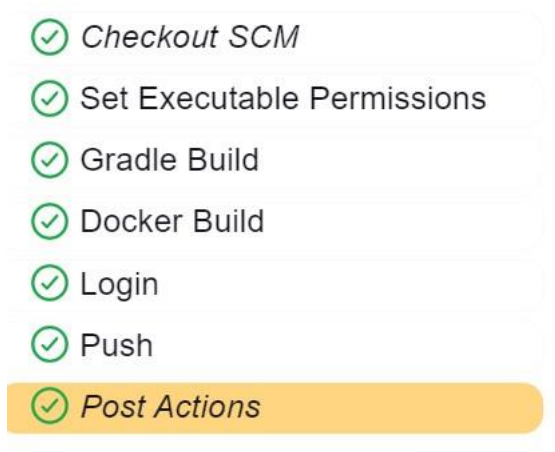 Checkout SCM
Set Executable Permissions
Gradle Build
Docker Build
Login
Push
Post Actions